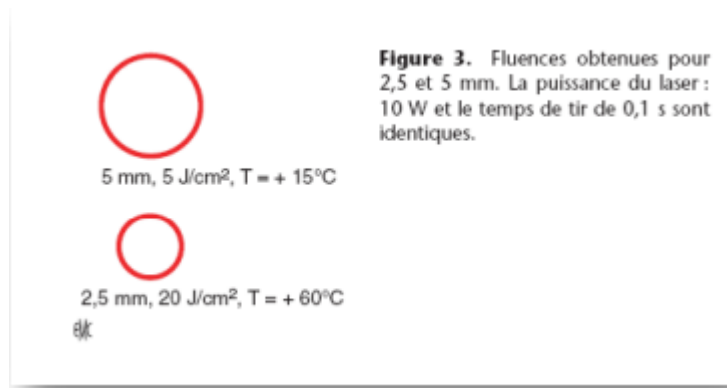 Figure 3. Fluences obtenues pour
2,5 et 5 mm. La puissance du laser :
10 W et le temps de tir de 0,1 s sont
identiques.
5 mm, 5 J/cm², T = + 15°C
2,5 mm, 20 J/cm², T = + 60°C